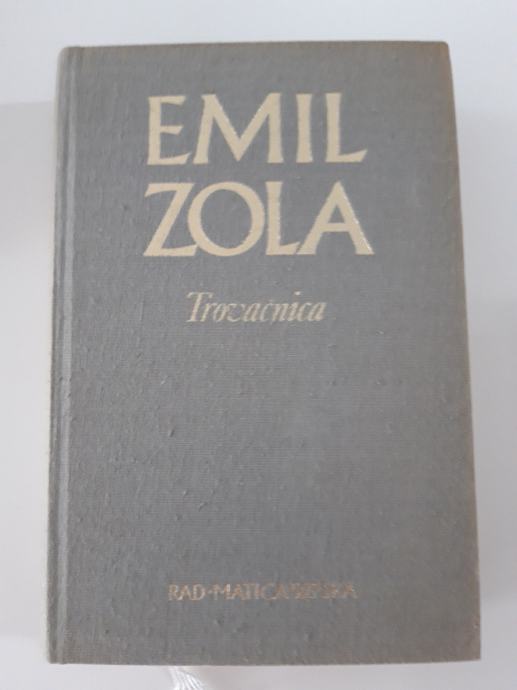 EMIL
ZOLA
Trovačnica
RAD·MATICA SRPSKA